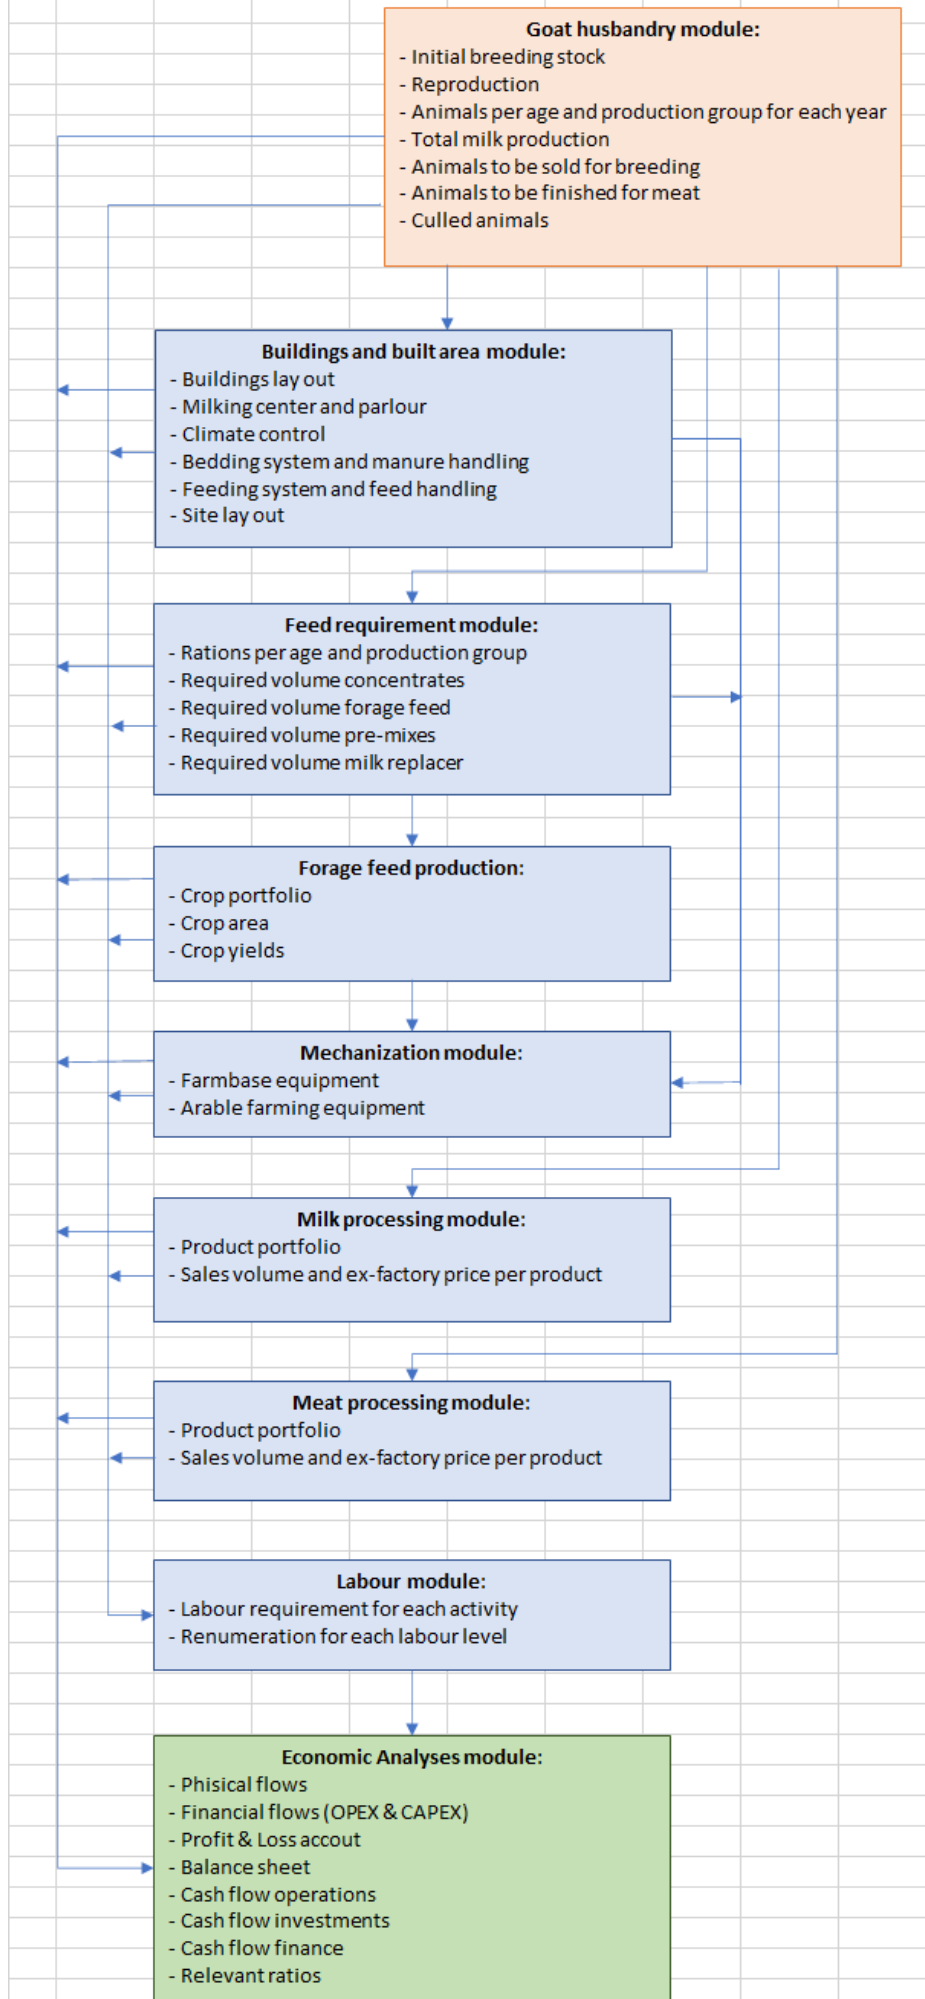 Goat husbandry module:
- Initial breeding stock
- Reproduction
- Animals per age and production group for each year
- Total milk production
- Animals to be sold for breeding
- Animals to be finished for meat
- Culled animals
Buildings and built area module:
- Buildings lay out
- Milking center and parlour
- Climate control
- Bedding system and manure handling
- Feeding system and feed handling
- Site lay out
Feed requirement module:
- Rations per age and production group
- Required volume concentrates
- Required volume forage feed
- Required volume pre-mixes
- Required volume milk replacer
Forage feed production:
- Crop portfolio
- Crop area
- Crop yields
Mechanization module:
- Farmbase equipment
- Arable farming equipment
Milk processing module:
- Product portfolio
- Sales volume and ex-factory price per product
Meat processing module:
- Product portfolio
- Sales volume and ex-factory price per product
Labour module:
- Labour requirement for each activity
- Renumeration for each labour level
Economic Analyses module:
- Phisical flows
- Financial flows (OPEX & CAPEX)
- Profit & Loss accout
- Balance sheet
- Cash flow operations
- Cash flow investments
- Cash flow finance
- Relevant ratios